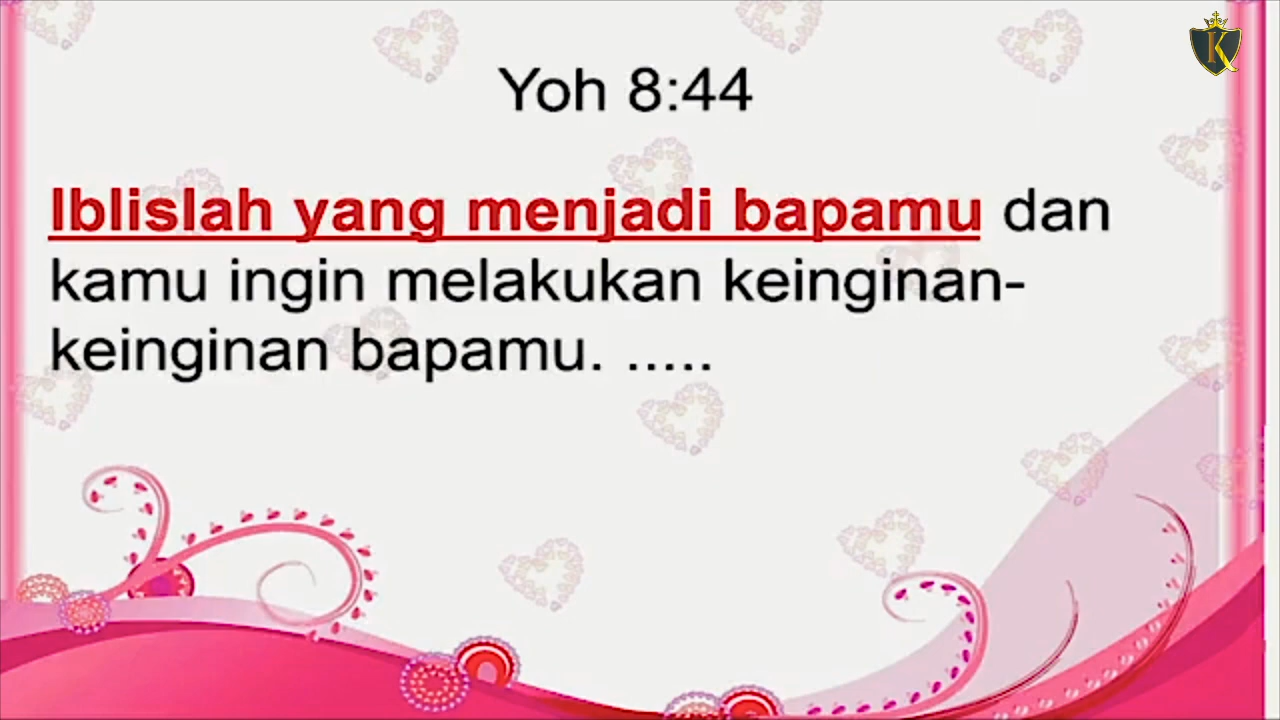 K
Yoh 8:44
Iblislah yang menjadi bapamu dan
kamu ingin melakukan keinginan-
keinginan bapamu. .....